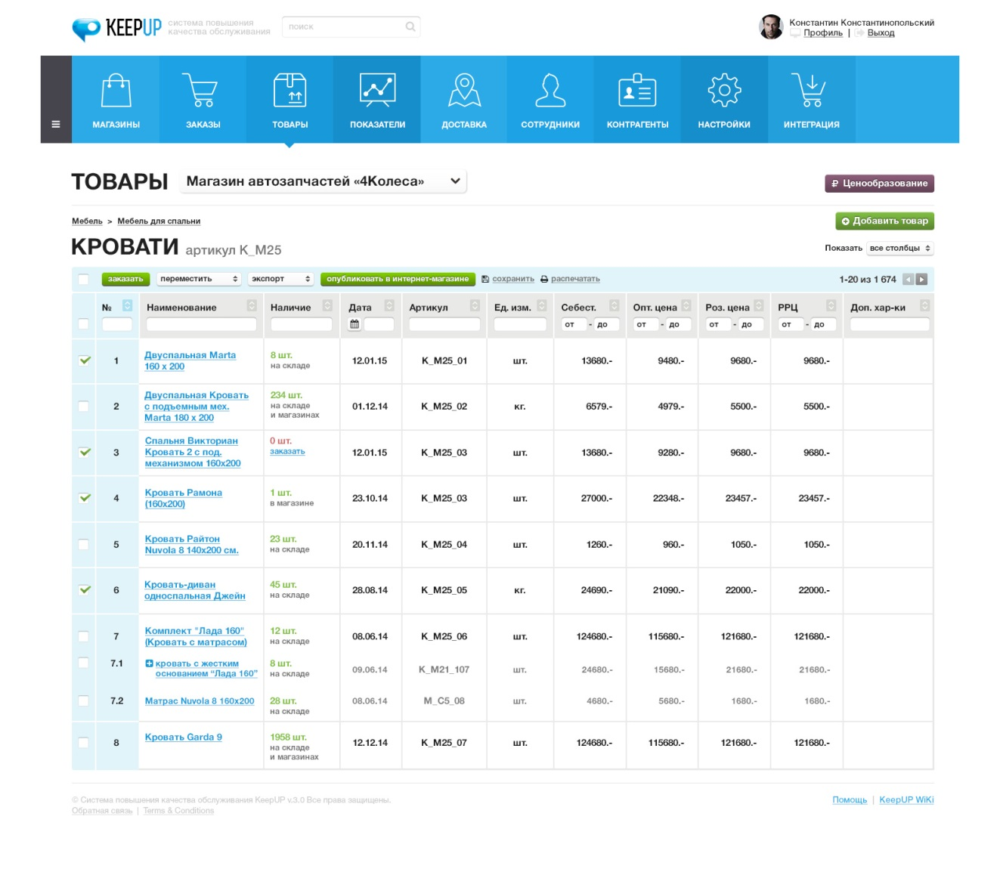 KEEPUP
система повышения
качества обслуживания
поиск
Константин Константинопольский
Профиль | Выход
МАГАЗИНЫ ЗАКАЗЫ ТОВАРЫ ПОКАЗАТЕЛИ ДОСТАВКА СОТРУДНИКИ КОНТРАГЕНТЫ НАСТРОЙКИ ИНТЕГРАЦИЯ
ТОВАРЫ Магазин автозапчастей «4Колеса»
₽ Ценообразование
Мебель > Мебель для спальни
Добавить товар
КРОВАТИ артикул K_M25
Показать все столбцы
заказать переместить экспорт опубликовать в интернет-магазине сохранить распечатать 1-20 из 1 674
№ Наименование Наличие Дата Артикул Ед. изм. Себест. Опт. цена Роз. цена РРЦ Доп. хар-ки
от - до от - до от - до от - до
1 Двуспальная Marta
160 x 200
8 шт.
на складе
12.01.15 K_M25_01 шт. 13680.- 9480.- 9680.- 9680.-
2 Двуспальная Кровать
с подъемным мех.
Marta 180 x 200
234 шт.
на складе
и магазинах
01.12.14 K_M25_02 кг. 6579.- 4979.- 5500.- 5500.-
3 Спальня Викториан
Кровать 2 с под.
механизмом 160x200
0 шт.
заказать
12.01.15 K_M25_03 шт. 13680.- 9280.- 9680.- 9680.-
4 Кровать Рамона
(160x200)
1 шт.
в магазине
23.10.14 K_M25_03 шт. 27000.- 22348.- 23457.- 23457.-
5 Кровать Райтон
Nuvola 8 140x200 см.
23 шт.
на складе
20.11.14 K_M25_04 шт. 1260.- 960.- 1050.- 1050.-
6 Кровать-диван
односпальная Джейн
45 шт.
на складе
28.08.14 K_M25_05 кг. 24690.- 21090.- 22000.- 22000.-
7 Комплект "Лада 160"
(Кровать с матрасом)
12 шт.
на складе
08.06.14 K_M25_06 шт. 124680.- 115680.- 121680.- 121680.-
7.1 кровать с жестким
основанием “Лада 160”
8 шт.
на складе
09.06.14 K_M21_107 шт. 24680.- 15680.- 21680.- 21680.-
7.2 Матрас Nuvola 8 160x200
28 шт.
на складе
08.06.14 M_C5_08 шт. 4680.- 5680.- 1680.- 1680.-
8 Кровать Garda 9
1958 шт.
на складе
и магазинах
12.12.14 K_M25_07 шт. 124680.- 115680.- 121680.- 121680.-
© Система повышения качества обслуживания KeepUP v.3.0 Все права защищены.
Обратная связь | Terms & Conditions
Помощь | KeepUP WiKi